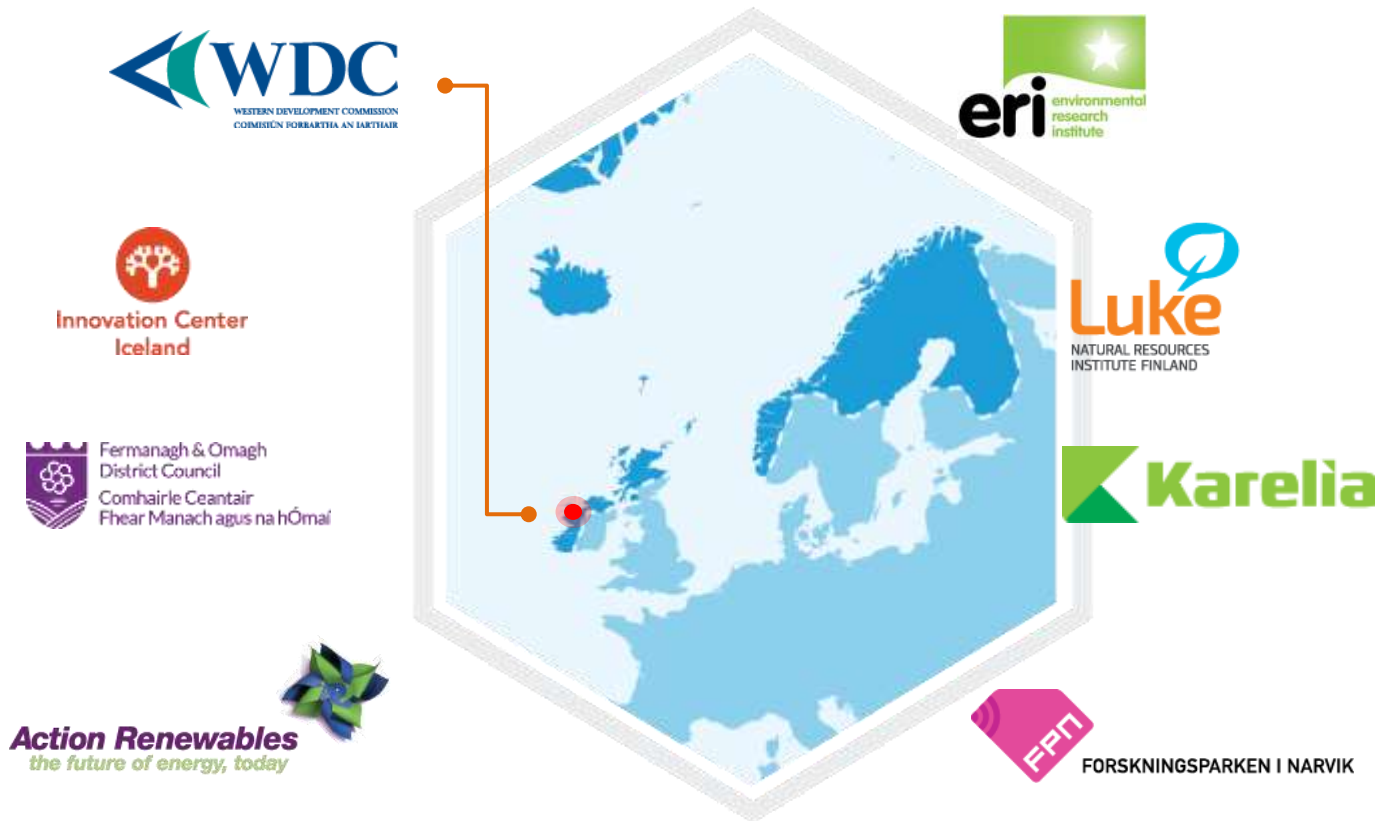 WDC
WESTERN DEVELOPMENT COMMISSION
COIMISIÚN FORBARTHA AN IARTHAIR
eri environmental
research
institute
Innovation Center
Iceland
Luke
NATURAL RESOURCES
INSTITUTE FINLAND
Fermanagh & Omagh
District Council
Comhairle Ceantair
Fhear Manach agus na hÓmaí
Karelia
Action Renewables
the future of energy, today
FPN
FORSKNINGSPARKEN I NARVIK